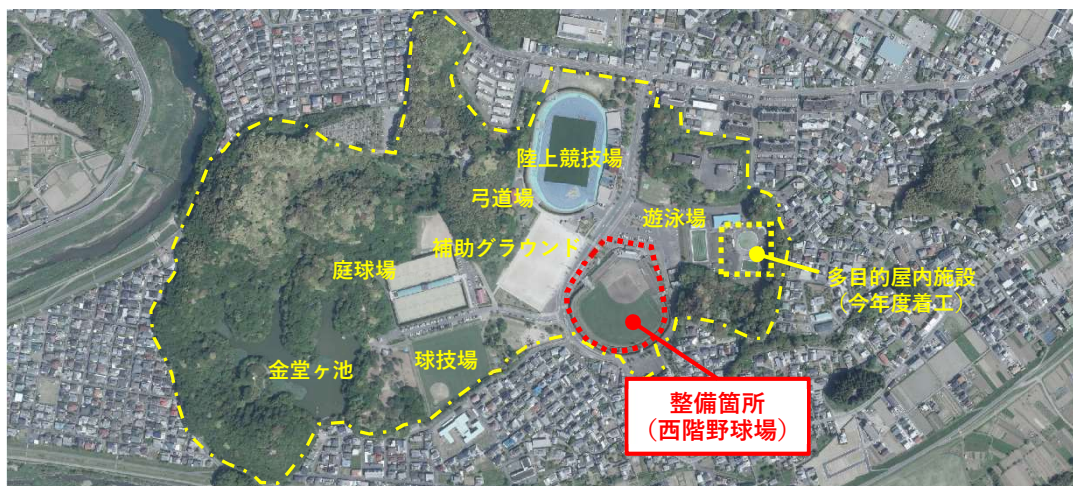 陸上競技場
弓道場
遊泳場
補助グラウンド
庭球場
多目的屋内施設
（今年度着工）
球技場
金堂ヶ池
整備箇所
（西階野球場）